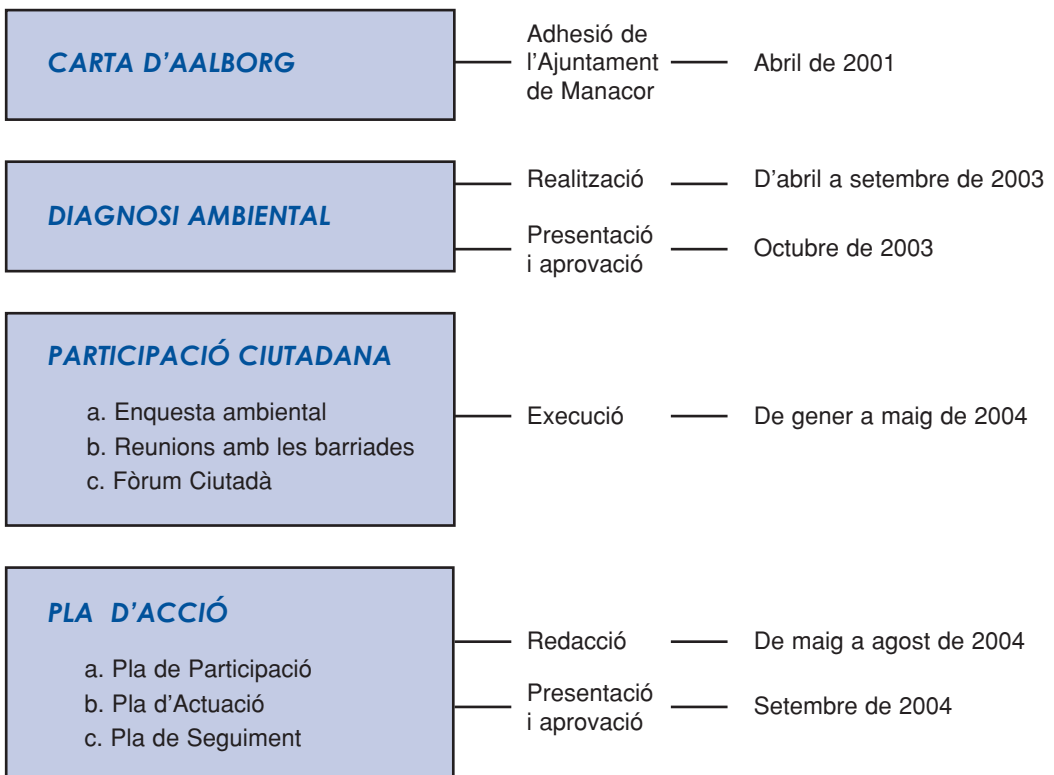 CARTA D'AALBORG
Adhesió de
l'Ajuntament
de Manacor
Abril de 2001
DIAGNOSI AMBIENTAL
Realització
D'abril a setembre de 2003
Presentació
i aprovació
Octubre de 2003
PARTICIPACIÓ CIUTADANA
a. Enquesta ambiental
b. Reunions amb les barriades
c. Fòrum Ciutadà
Execució
De gener a maig de 2004
PLA D'ACCIÓ
a. Pla de Participació
b. Pla d'Actuació
c. Pla de Seguiment
Redacció
De maig a agost de 2004
Presentació
i aprovació
Setembre de 2004